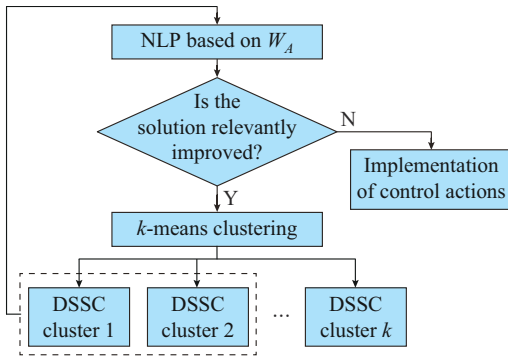 NLP based on W_A
Is the
solution relevantly
improved?
N
Implementation
of control actions
Y
k-means clustering
DSSC
cluster 1
DSSC
cluster 2
...
DSSC
cluster k